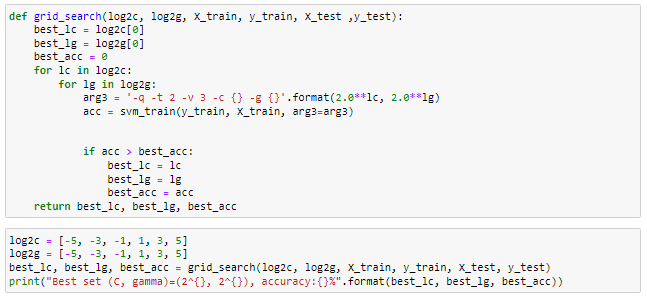 def grid_search(log2c, log2g, X_train, y_train, X_test ,y_test):
    best_lc = log2c[0]
    best_lg = log2g[0]
    best_acc = 0
    for lc in log2c:
        for lg in log2g:
            arg3 = '-q -t 2 -v 3 -c {} -g {}'.format(2.0**lc, 2.0**lg)
            acc = svm_train(y_train, X_train, arg3=arg3)
            if acc > best_acc:
                best_lc = lc
                best_lg = lg
                best_acc = acc
    return best_lc, best_lg, best_acc
log2c = [-5, -3, -1, 1, 3, 5]
log2g = [-5, -3, -1, 1, 3, 5]
best_lc, best_lg, best_acc = grid_search(log2c, log2g, X_train, y_train, X_test, y_test)
print("Best set (C, gamma)=(2^{}, 2^{}), accuracy:{}%".format(best_lc, best_lg, best_acc))